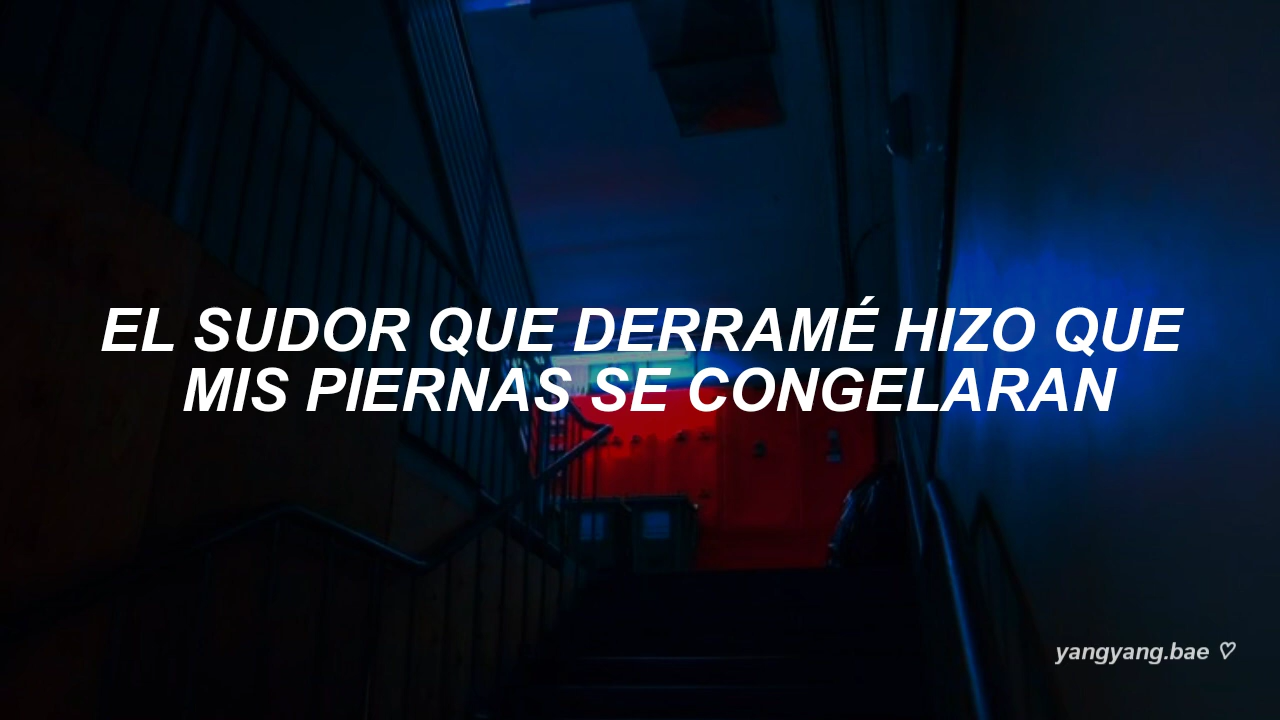 EL SUDOR QUE DERRAMÉ HIZO QUE
MIS PIERNAS SE CONGELARAN
yangyang.bae ♡